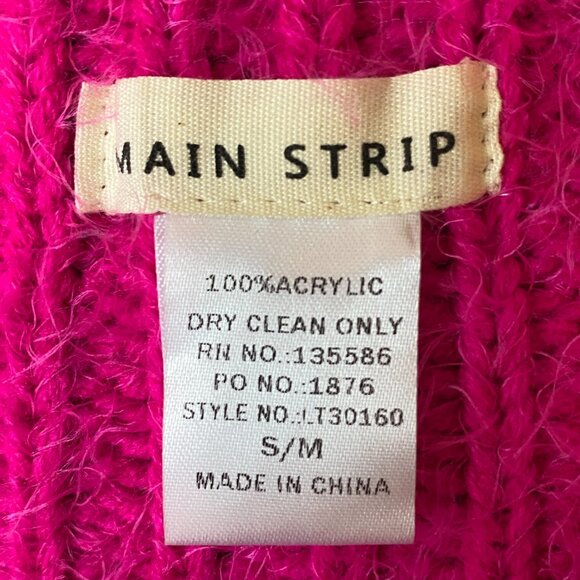 MAIN STRIP
100%ACRYLIC
DRY CLEAN ONLY
RN NO.:135586
PO NO.:1876
STYLE NO.:LT30160
S/M
MADE IN CHINA